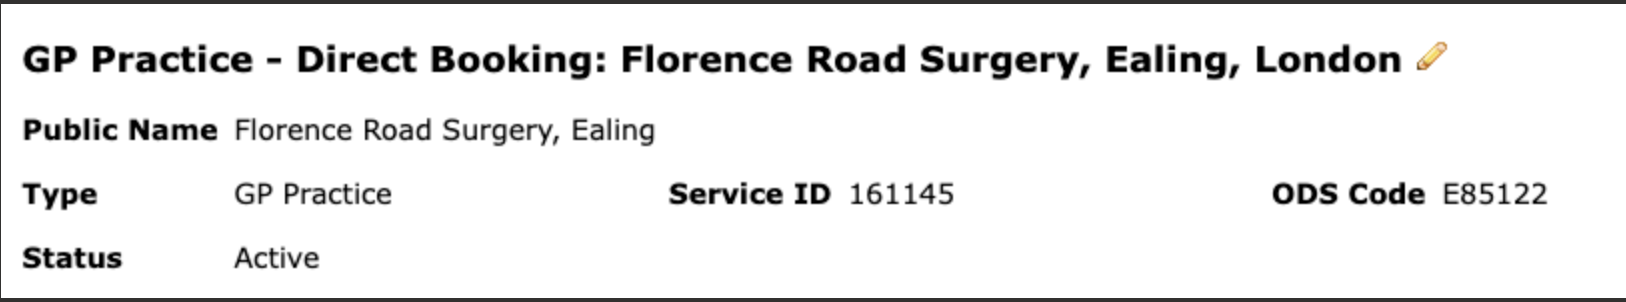 GP Practice - Direct Booking: Florence Road Surgery, Ealing, London
Public Name Florence Road Surgery, Ealing
Type GP Practice Service ID 161145 ODS Code E85122
Status Active